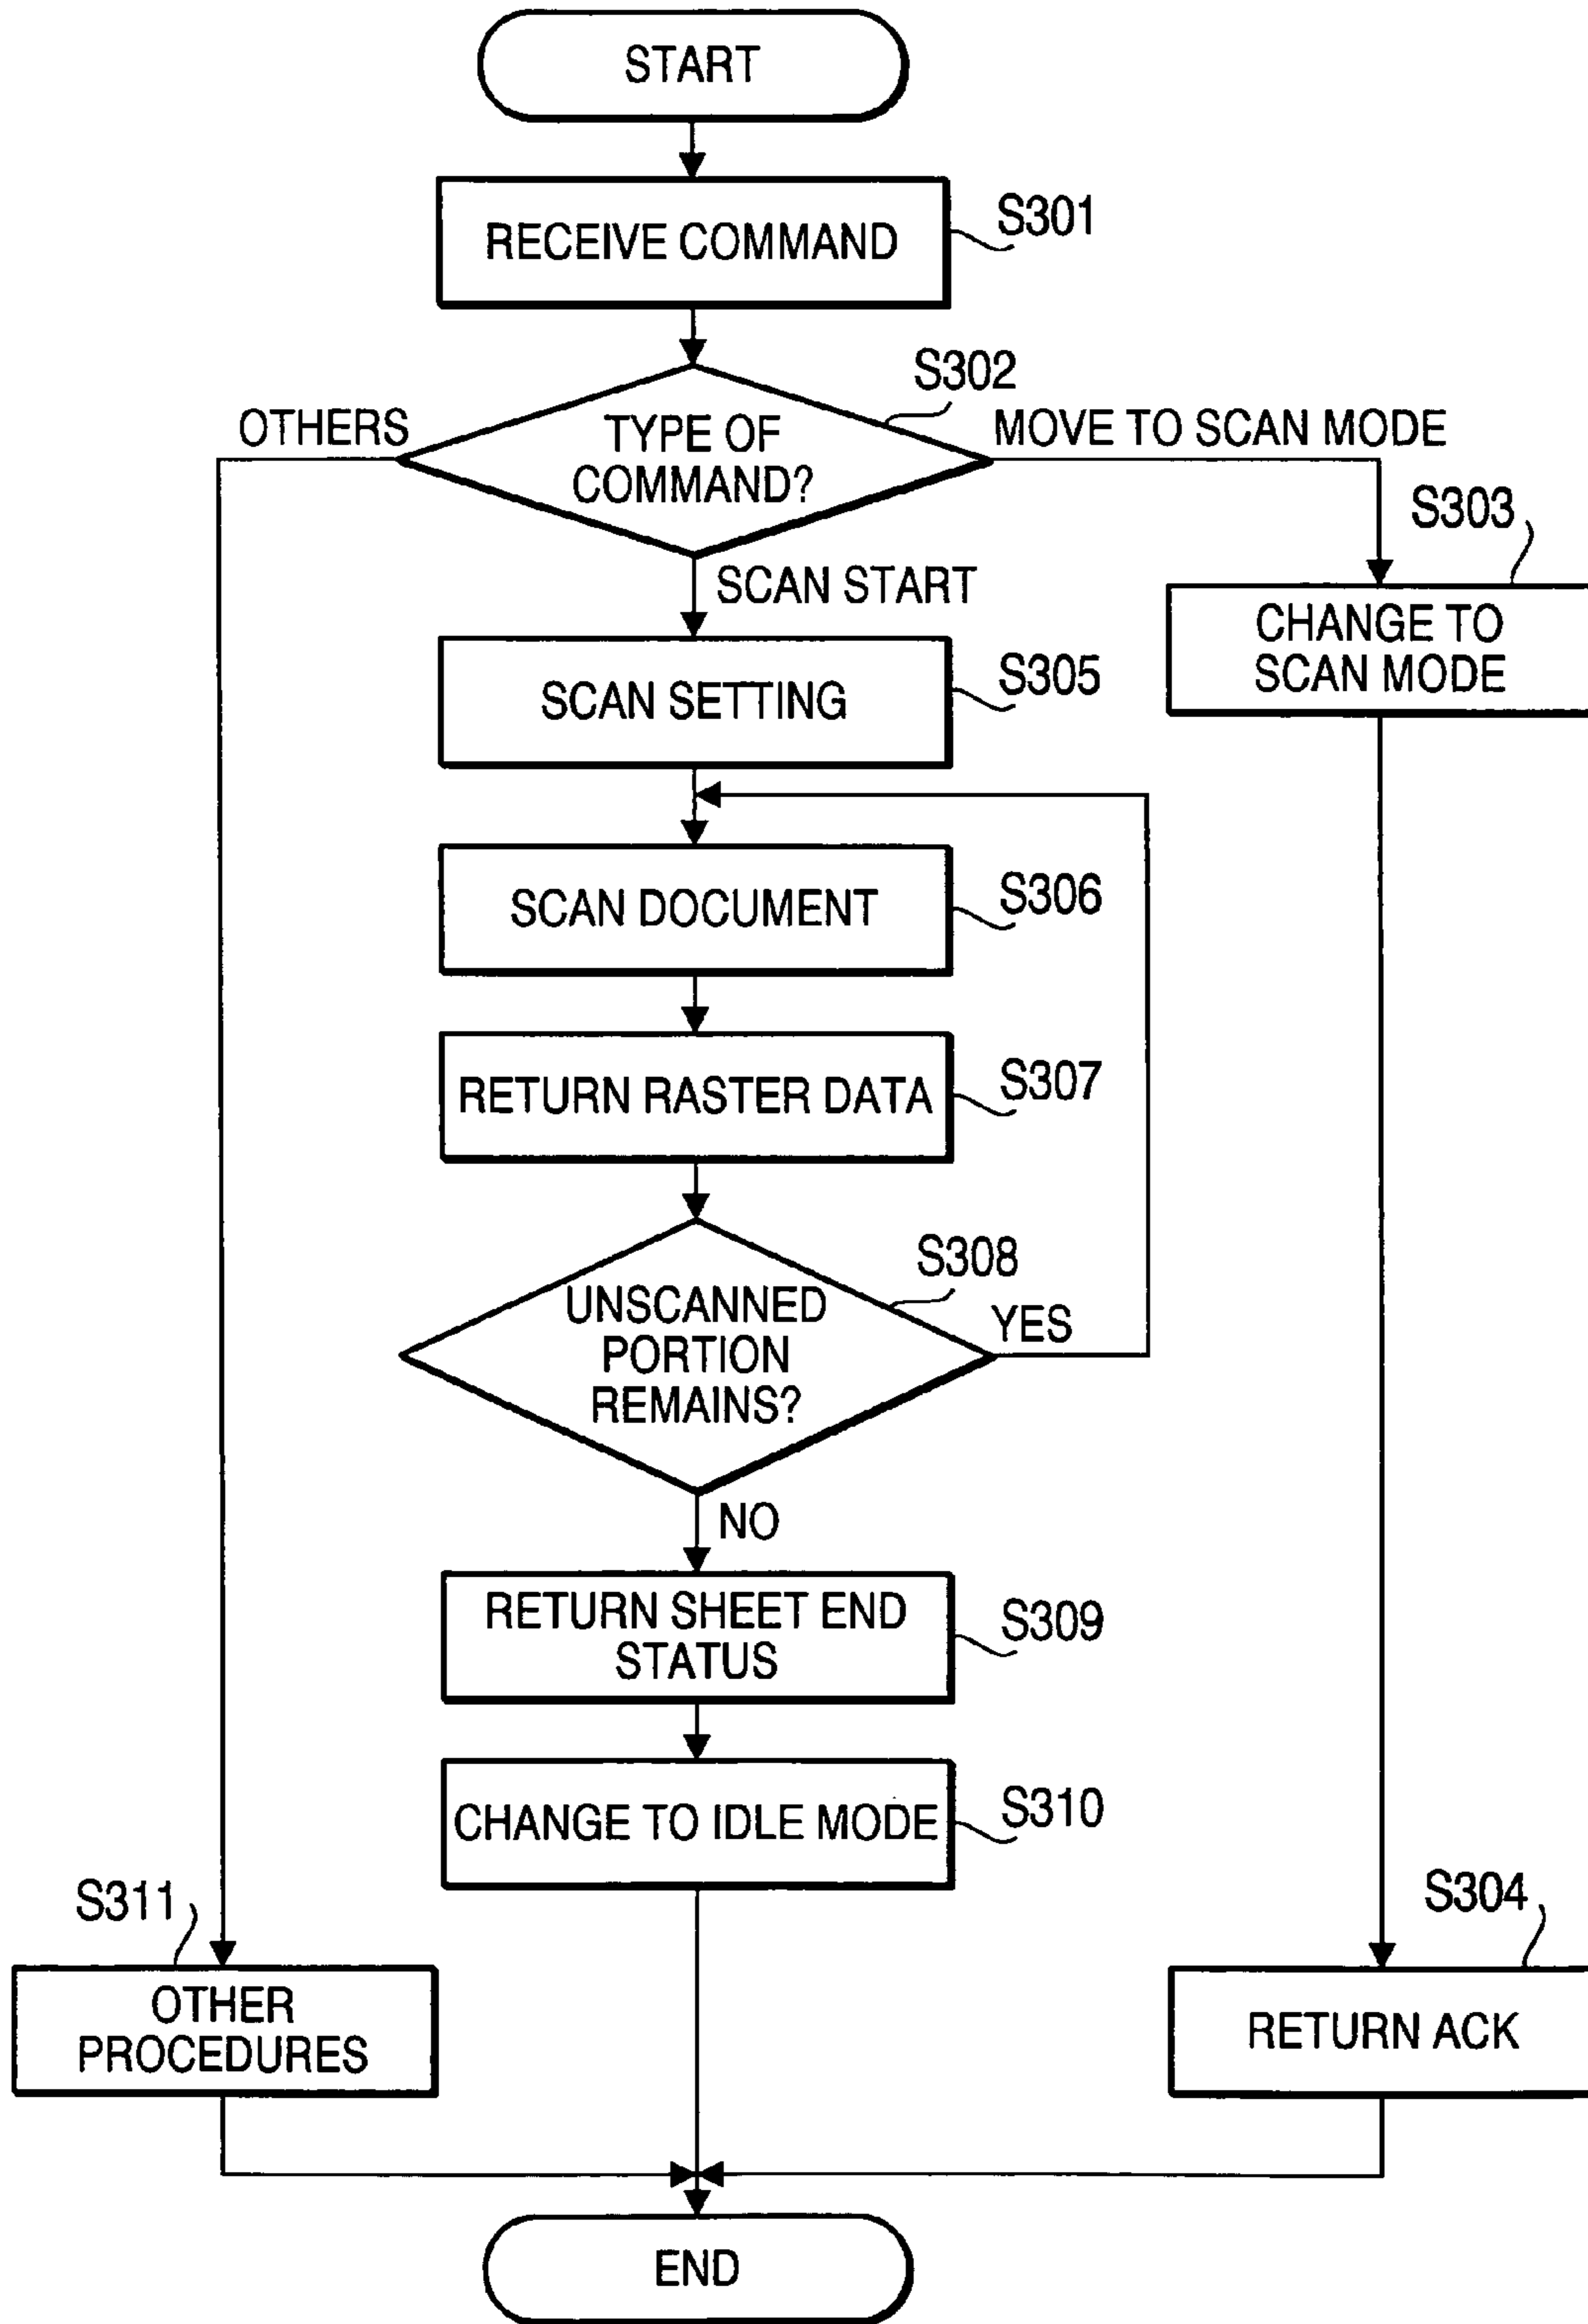 START
RECEIVE COMMAND
S301
S302
OTHERS
TYPE OF
COMMAND?
MOVE TO SCAN MODE
S303
SCAN START
CHANGE TO
SCAN MODE
SCAN SETTING
S305
SCAN DOCUMENT
S306
RETURN RASTER DATA
S307
S308
UNSCANNED
PORTION
REMAINS?
YES
NO
RETURN SHEET END
STATUS
S309
CHANGE TO IDLE MODE
S310
S311
S304
OTHER
PROCEDURES
RETURN ACK
END